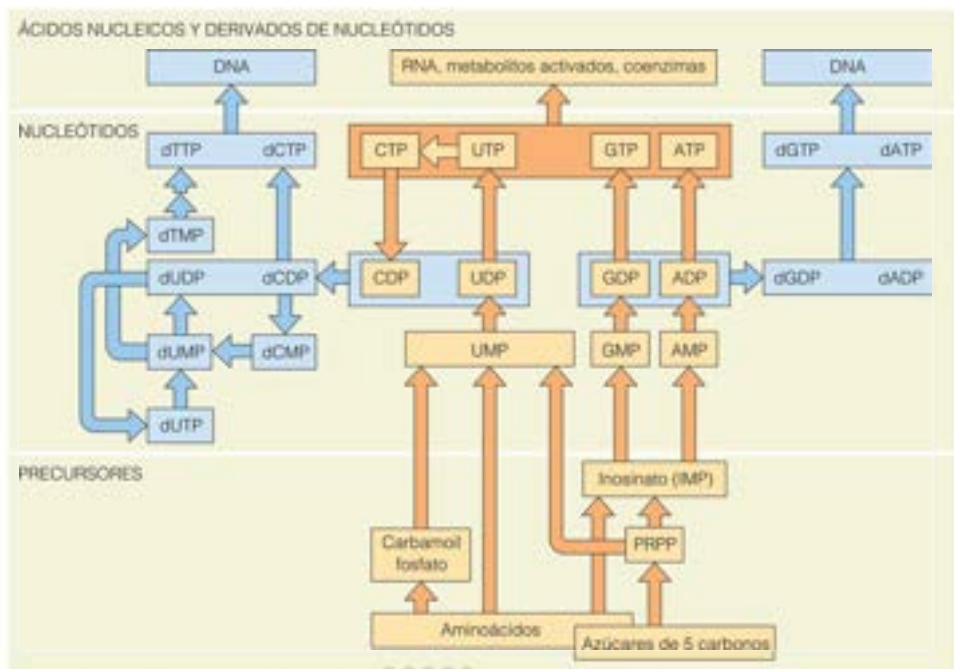 ÁCIDOS NUCLEICOS Y DERIVADOS DE NUCLEÓTIDOS
DNA
RNA, metabolitos activados, coenzimas
DNA
NUCLEÓTIDOS
dTTP dCTP
CTP
UTP
GTP
ATP
dGTP dATP
dTMP
dUDP dCDP
CDP
UDP
GDP
ADP
dGDP dADP
dUMP
dCMP
UMP
GMP
AMP
dUTP
PRECURSORES
Inosinato (IMP)
Carbamoil
fosfato
PRPP
Aminoácidos
Azúcares de 5 carbonos